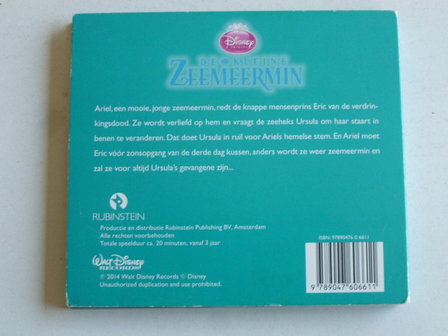 Disney
DE KLEINE
ZEEMEERMIN
Ariel, een mooie, jonge zeemeermin, redt de knappe mensenprins Eric van de verdrin-
kingsdood. Ze wordt verliefd op hem en vraagt de zeeheks Ursula om haar staart in
benen te veranderen. Dat doet Ursula in ruil voor Ariels hemelse stem. En Ariel moet
Eric vóór zonsopgang van de derde dag kussen, anders wordt ze weer zeemeermin en
zal ze voor altijd Ursula's gevangene zijn...
RUBINSTEIN
Productie en distributie Rubinstein Publishing BV, Amsterdam
Alle rechten voorbehouden
Totale speelduur ca. 20 minuten, vanaf 3 jaar
WALT DISNEY
RECORDS
℗ © 2014 Walt Disney Records © Disney
Unauthorized duplication and use prohibited.
ISBN: 97890476 0 6611
9 789047 606611